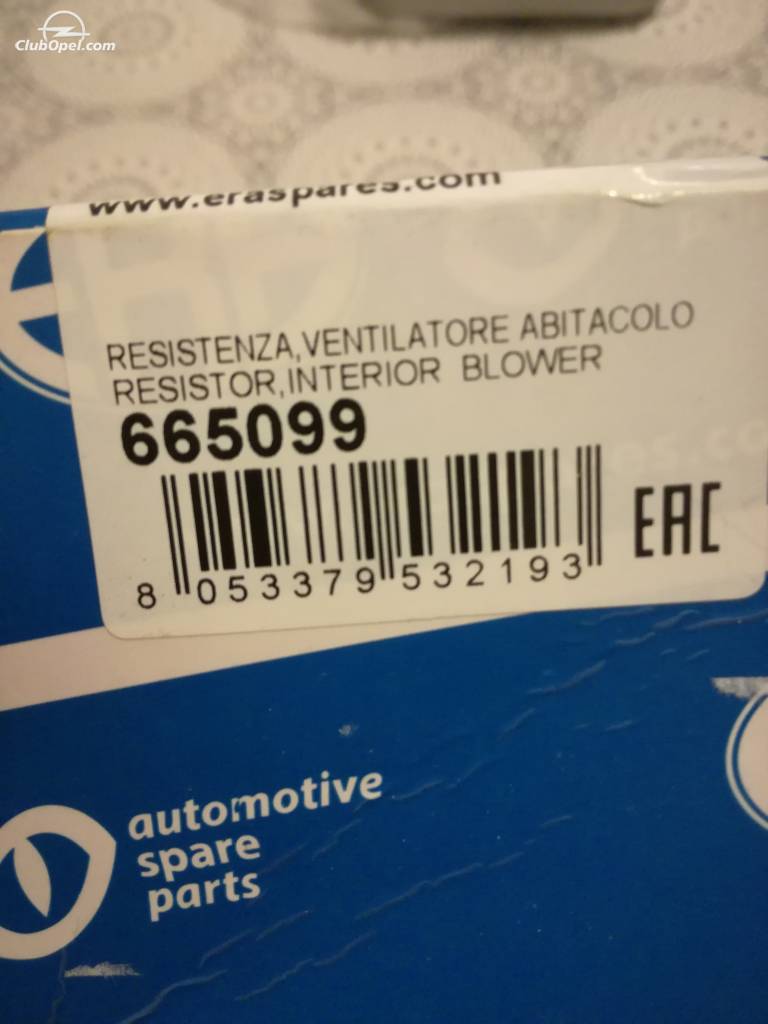 ClubOpel.com
www.eraspares.com
RESISTENZA,VENTILATORE ABITACOLO
RESISTOR,INTERIOR BLOWER
665099
8 053379 532193
EAC
automotive
spare
parts